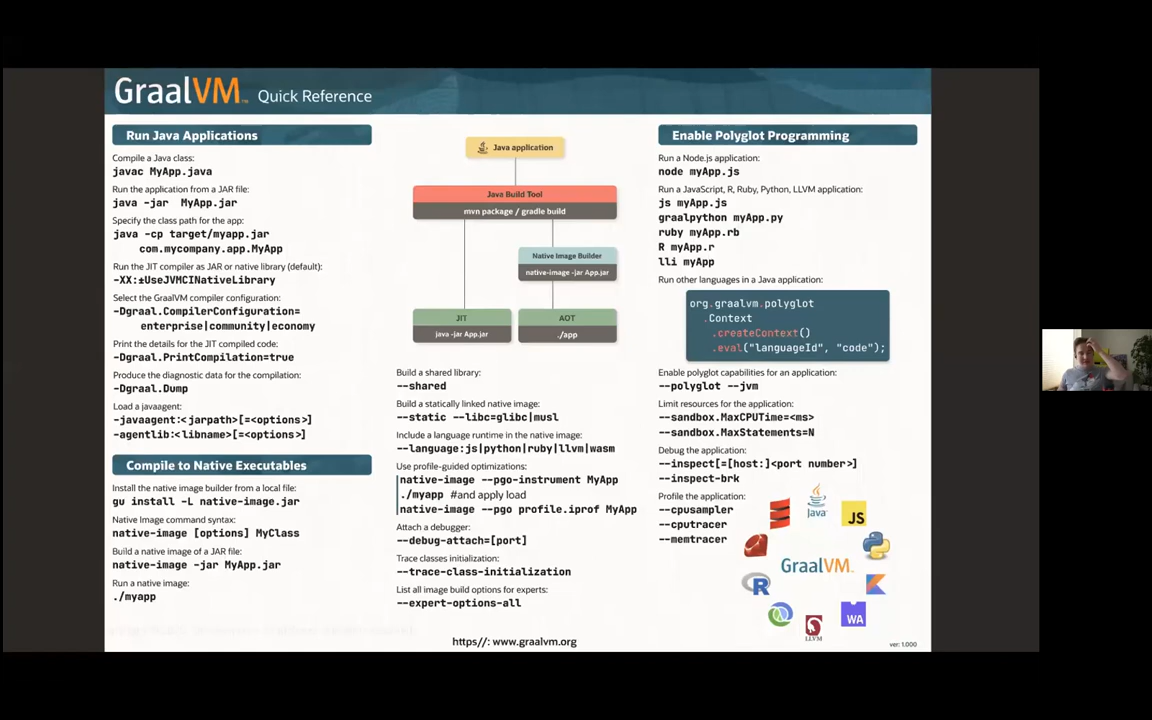 GraalVM™ Quick Reference
Run Java Applications
Compile a Java class:
javac MyApp.java
Run the application from a JAR file:
java -jar MyApp.jar
Specify the class path for the app:
java -cp target/myapp.jar
com.mycompany.app.MyApp
Run the JIT compiler as JAR or native library (default):
-XX:±UseJVMCINativeLibrary
Select the GraalVM compiler configuration:
-Dgraal.CompilerConfiguration=
enterprise|community|economy
Print the details for the JIT compiled code:
-Dgraal.PrintCompilation=true
Produce the diagnostic data for the compilation:
-Dgraal.Dump
Load a javaagent:
-javaagent:<jarpath>[=<options>]
-agentlib:<libname>[=<options>]
Compile to Native Executables
Install the native image builder from a local file:
gu install -L native-image.jar
Native Image command syntax:
native-image [options] MyClass
Build a native image of a JAR file:
native-image -jar MyApp.jar
Run a native image:
./myapp
Java application
Java Build Tool
mvn package / gradle build
Native Image Builder
native-image -jar App.jar
JIT
java -jar App.jar
AOT
./app
Build a shared library:
--shared
Build a statically linked native image:
--static --libc=glibc|musl
Include a language runtime in the native image:
--language:js|python|ruby|llvm|wasm
Use profile-guided optimizations:
native-image --pgo-instrument MyApp
./myapp #and apply load
native-image --pgo profile.iprof MyApp
Attach a debugger:
--debug-attach=[port]
Trace classes initialization:
--trace-class-initialization
List all image build options for experts:
--expert-options-all
Enable Polyglot Programming
Run a Node.js application:
node myApp.js
Run a JavaScript, R, Ruby, Python, LLVM application:
js myApp.js
graalpython myApp.py
ruby myApp.rb
R myApp.r
lli myApp
Run other languages in a Java application:
org.graalvm.polyglot
.Context
.createContext()
.eval("languageId", "code");
Enable polyglot capabilities for an application:
--polyglot --jvm
Limit resources for the application:
--sandbox.MaxCPUTime=<ms>
--sandbox.MaxStatements=N
Debug the application:
--inspect[=[host:]<port number>]
--inspect-brk
Profile the application:
--cpusampler
--cputracer
--memtracer
Java
JS
GraalVM™
R
WA
LLVM
https//: www.graalvm.org
ver: 1.000